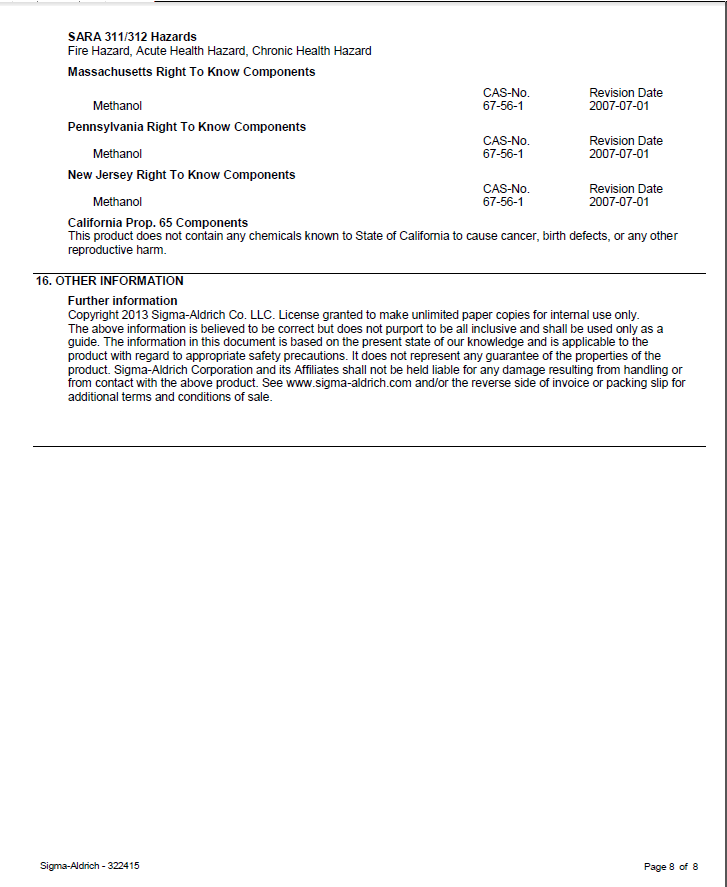 SARA 311/312 Hazards
Fire Hazard, Acute Health Hazard, Chronic Health Hazard
Massachusetts Right To Know Components
CAS-No. Revision Date
Methanol 67-56-1 2007-07-01
Pennsylvania Right To Know Components
CAS-No. Revision Date
Methanol 67-56-1 2007-07-01
New Jersey Right To Know Components
CAS-No. Revision Date
Methanol 67-56-1 2007-07-01
California Prop. 65 Components
This product does not contain any chemicals known to State of California to cause cancer, birth defects, or any other
reproductive harm.
16. OTHER INFORMATION
Further information
Copyright 2013 Sigma-Aldrich Co. LLC. License granted to make unlimited paper copies for internal use only.
The above information is believed to be correct but does not purport to be all inclusive and shall be used only as a
guide. The information in this document is based on the present state of our knowledge and is applicable to the
product with regard to appropriate safety precautions. It does not represent any guarantee of the properties of the
product. Sigma-Aldrich Corporation and its Affiliates shall not be held liable for any damage resulting from handling or
from contact with the above product. See www.sigma-aldrich.com and/or the reverse side of invoice or packing slip for
additional terms and conditions of sale.
Sigma-Aldrich - 322415 Page 8 of 8